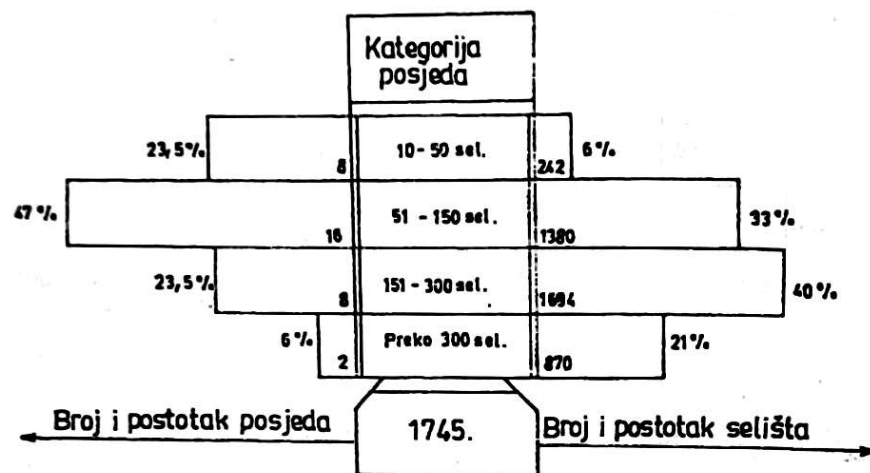 Kategorija
posjeda
23,5% 8 10-50 sel. 242 6%
47% 16 51-150 sel. 1380 33%
23,5% 8 151-300 sel. 1694 40%
6% 2 Preko 300 sel. 870 21%
Broj i postotak posjeda 1745. Broj i postotak selišta